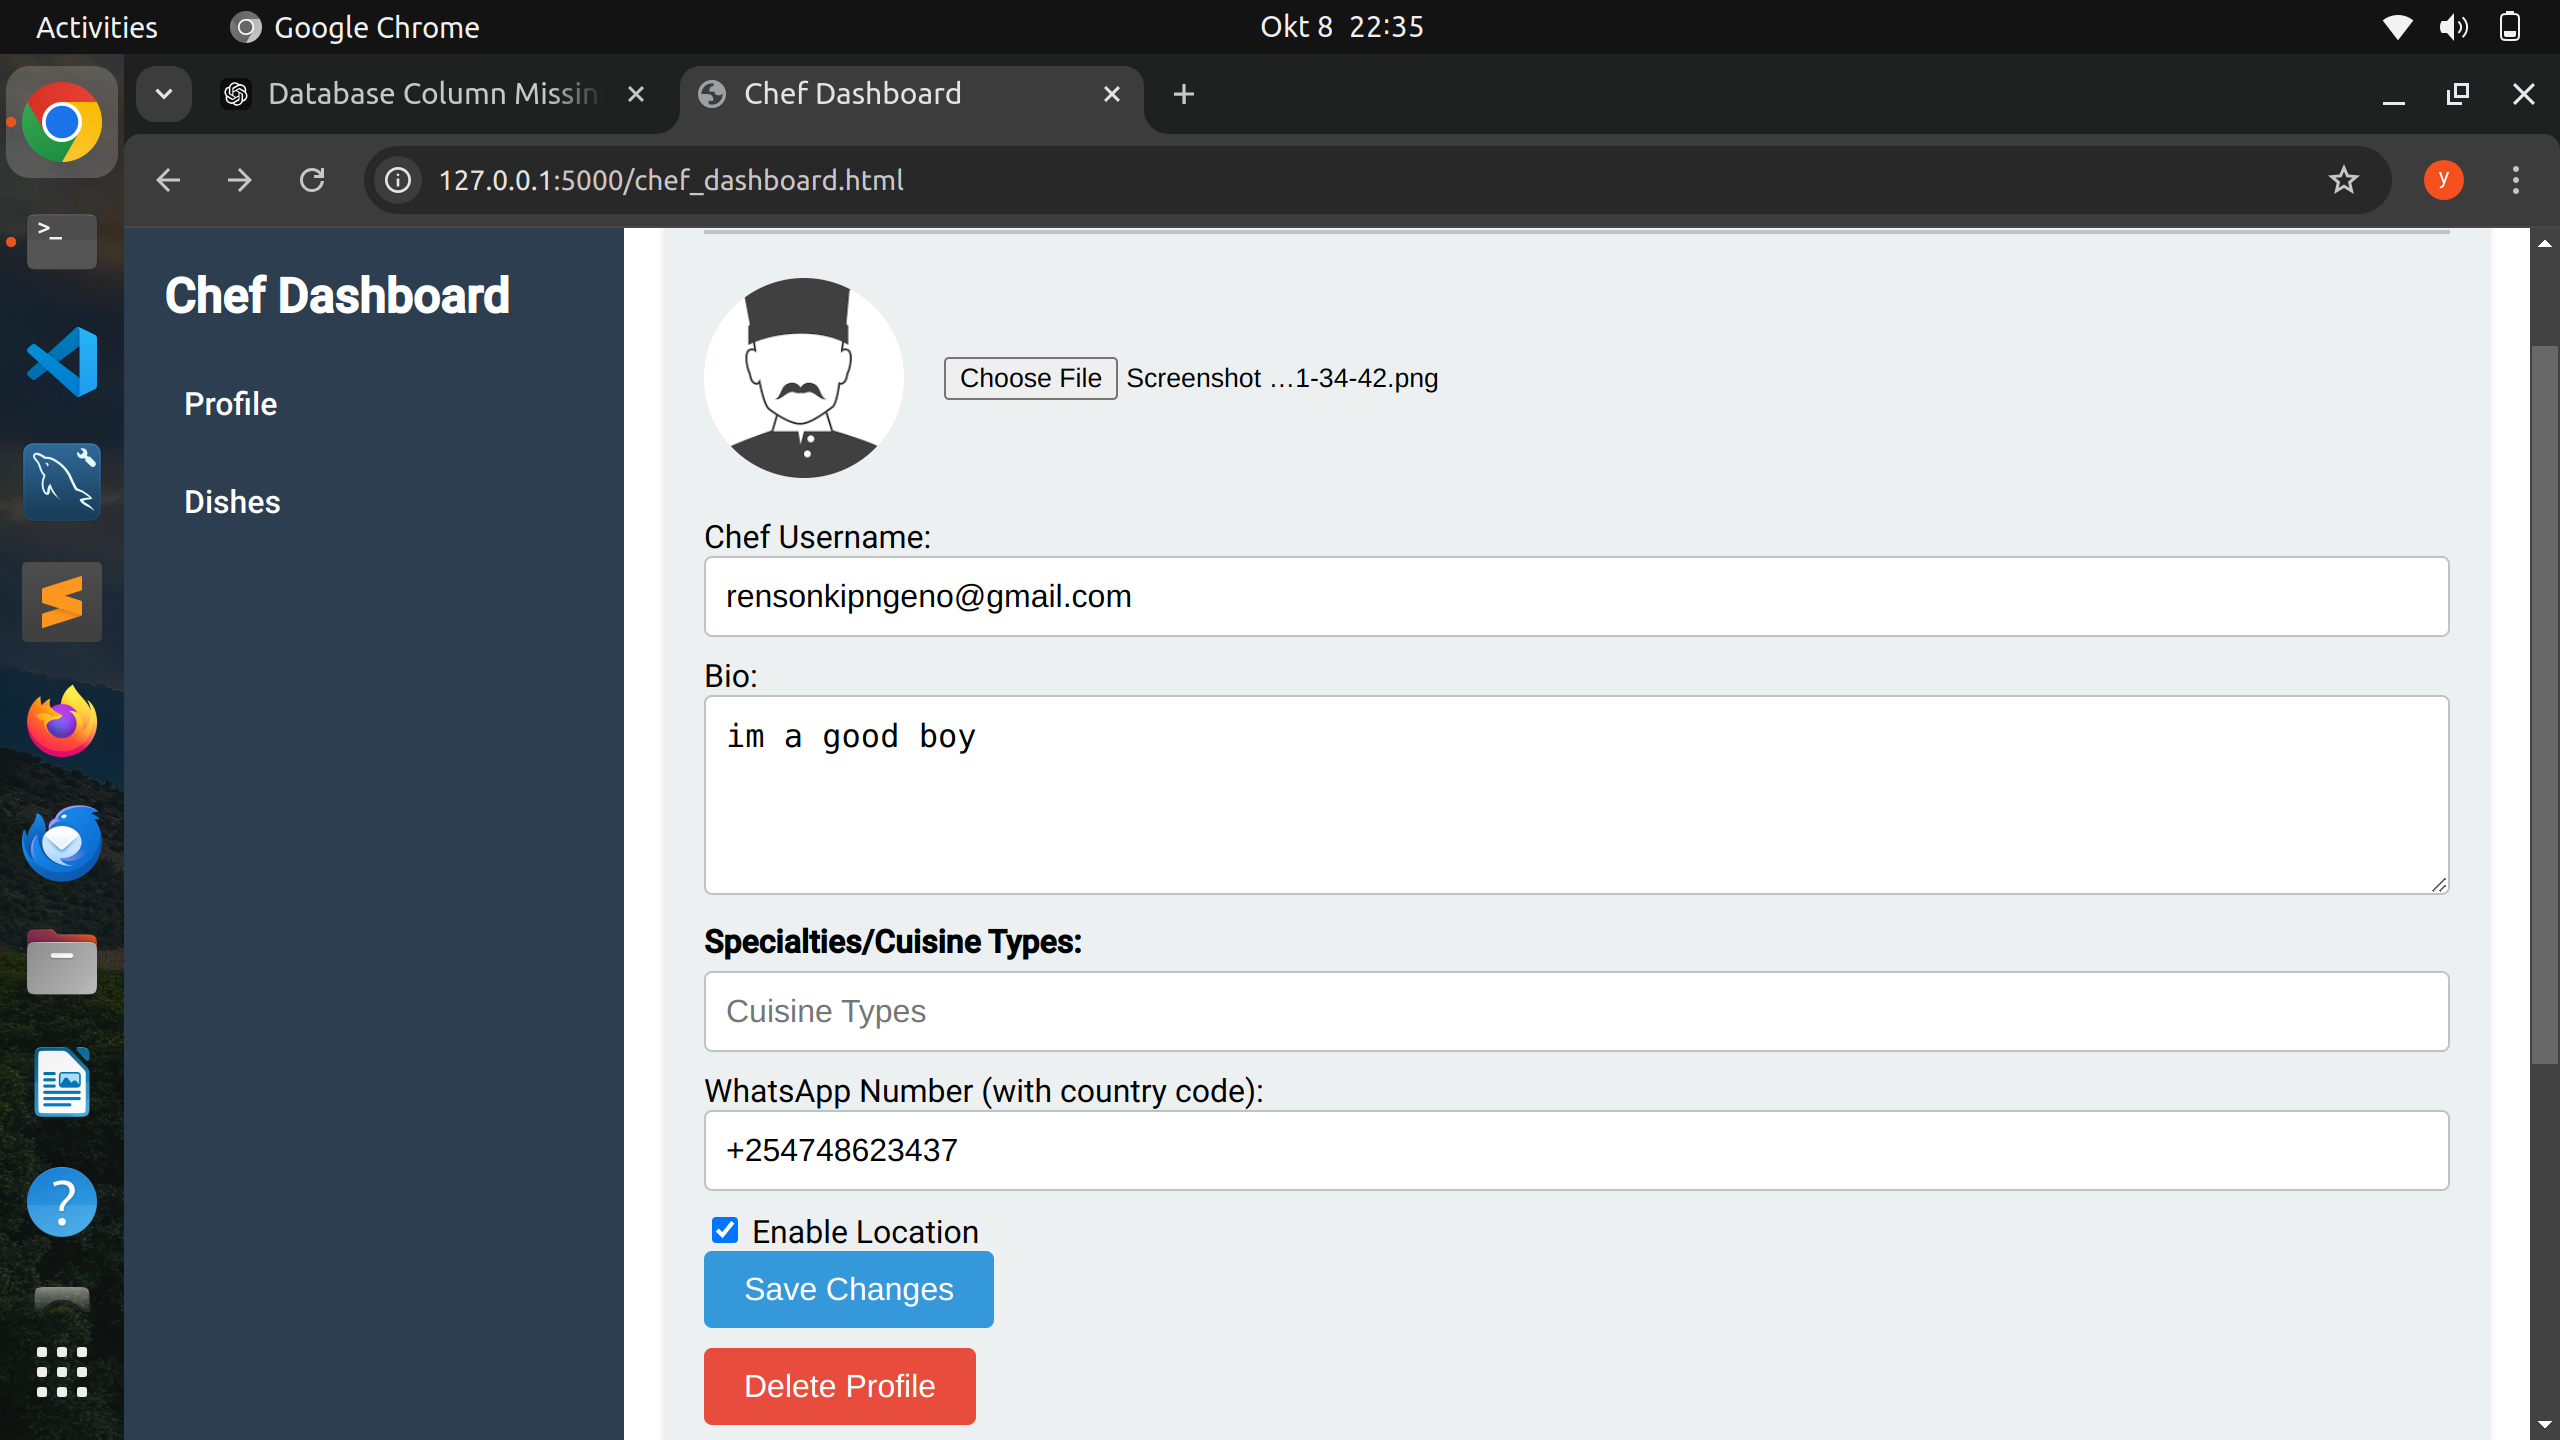 Activities
Google Chrome
Okt 8 22:35
Database Column Missin
Chef Dashboard
127.0.0.1:5000/chef_dashboard.html
y
Chef Dashboard
Profile
Dishes
Choose File Screenshot …1-34-42.png
Chef Username:
rensonkipngeno@gmail.com
Bio:
im a good boy
Specialties/Cuisine Types:
Cuisine Types
WhatsApp Number (with country code):
+254748623437
Enable Location
Save Changes
Delete Profile